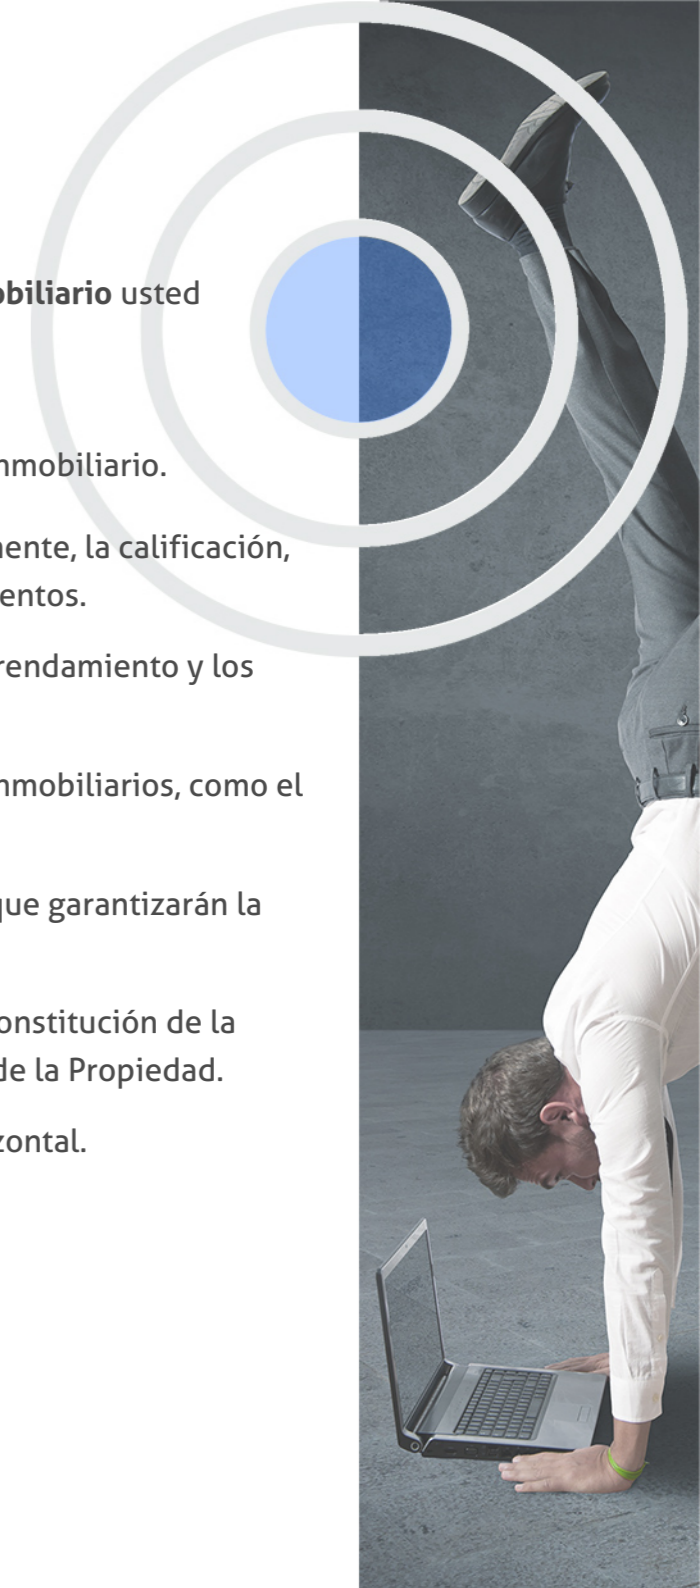 obiliario usted
nmobiliario.
nente, la calificación,
entos.
rendamiento y los
nmobiliarios, como el
que garantizarán la
onstitución de la
de la Propiedad.
zontal.